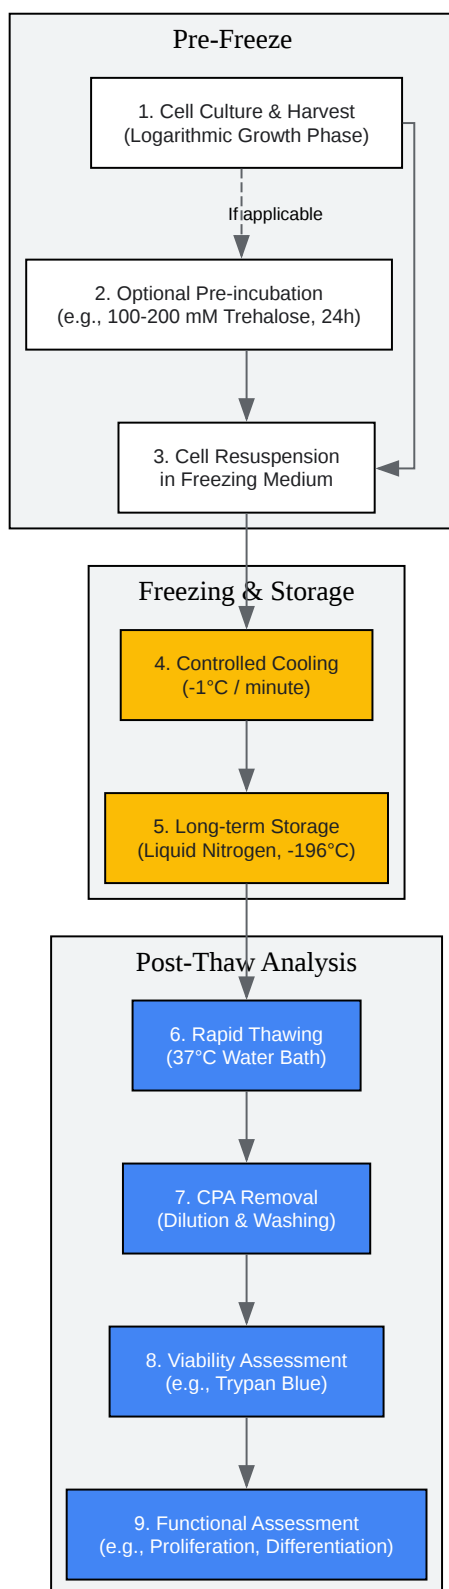 Pre-Freeze
1. Cell Culture & Harvest
(Logarithmic Growth Phase)
If applicable
2. Optional Pre-incubation
(e.g., 100-200 mM Trehalose, 24h)
3. Cell Resuspension
in Freezing Medium
Freezing & Storage
4. Controlled Cooling
(-1°C / minute)
5. Long-term Storage
(Liquid Nitrogen, -196°C)
Post-Thaw Analysis
6. Rapid Thawing
(37°C Water Bath)
7. CPA Removal
(Dilution & Washing)
8. Viability Assessment
(e.g., Trypan Blue)
9. Functional Assessment
(e.g., Proliferation, Differentiation)